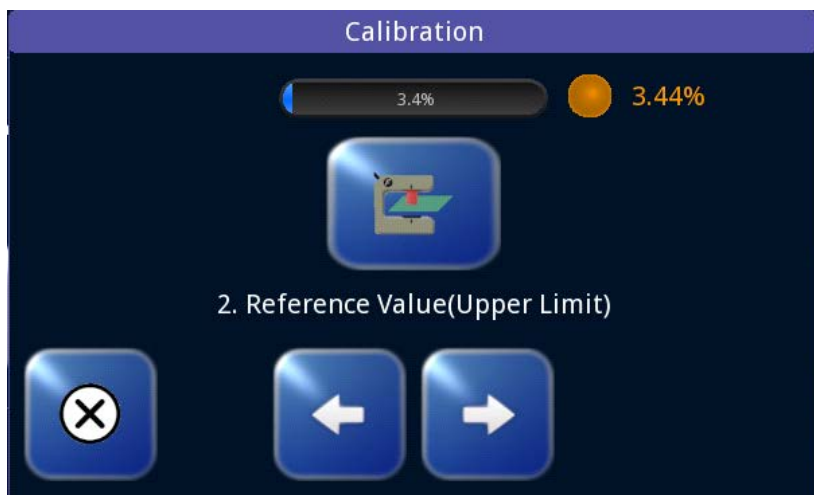 Calibration
3.4%
3.44%
2. Reference Value(Upper Limit)